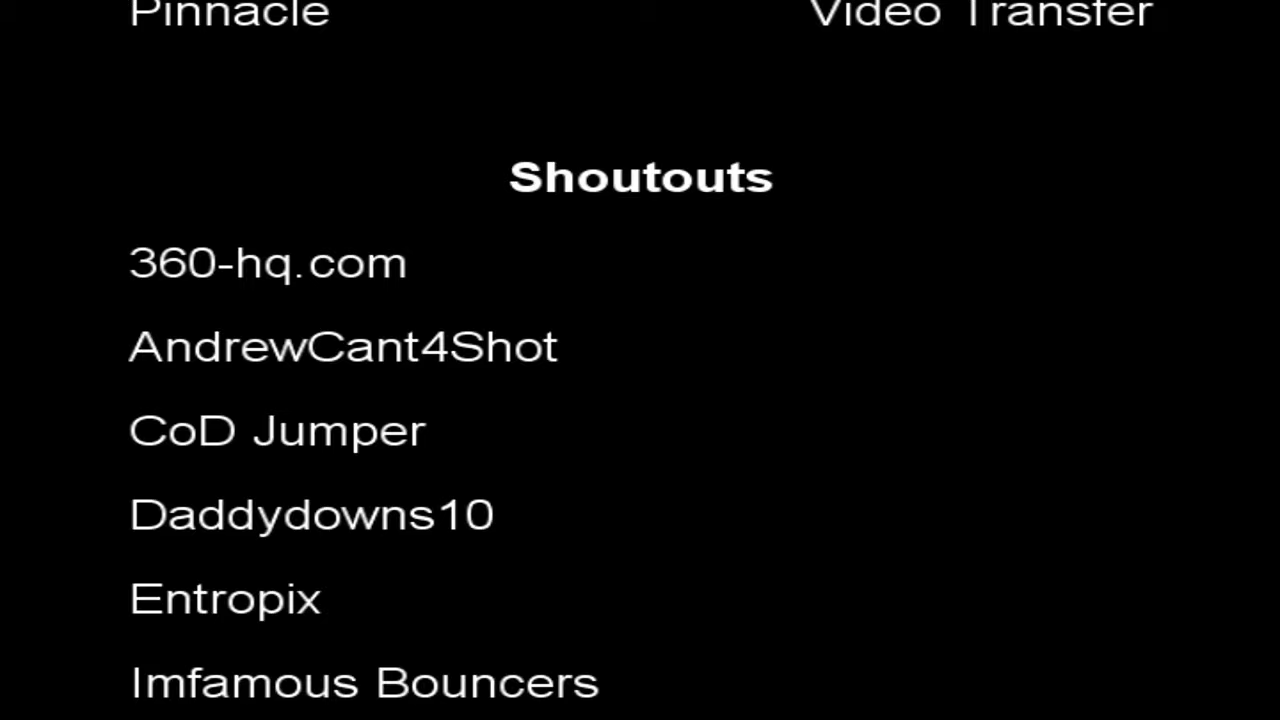 Pinnacle Video Transfer
Shoutouts
360-hq.com
AndrewCant4Shot
CoD Jumper
Daddydowns10
Entropix
Imfamous Bouncers